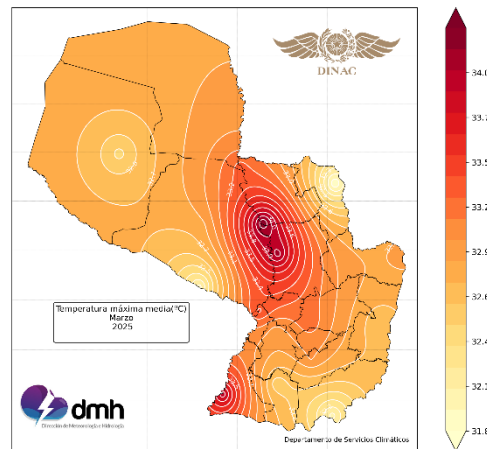 DINAC
Temperatura máxima media(°C)
Marzo
2025
dmh
Dirección de Meteorología e Hidrología
Departamento de Servicios Climáticos
34.0
33.7
33.5
33.2
32.9
32.6
32.4
32.1
31.8